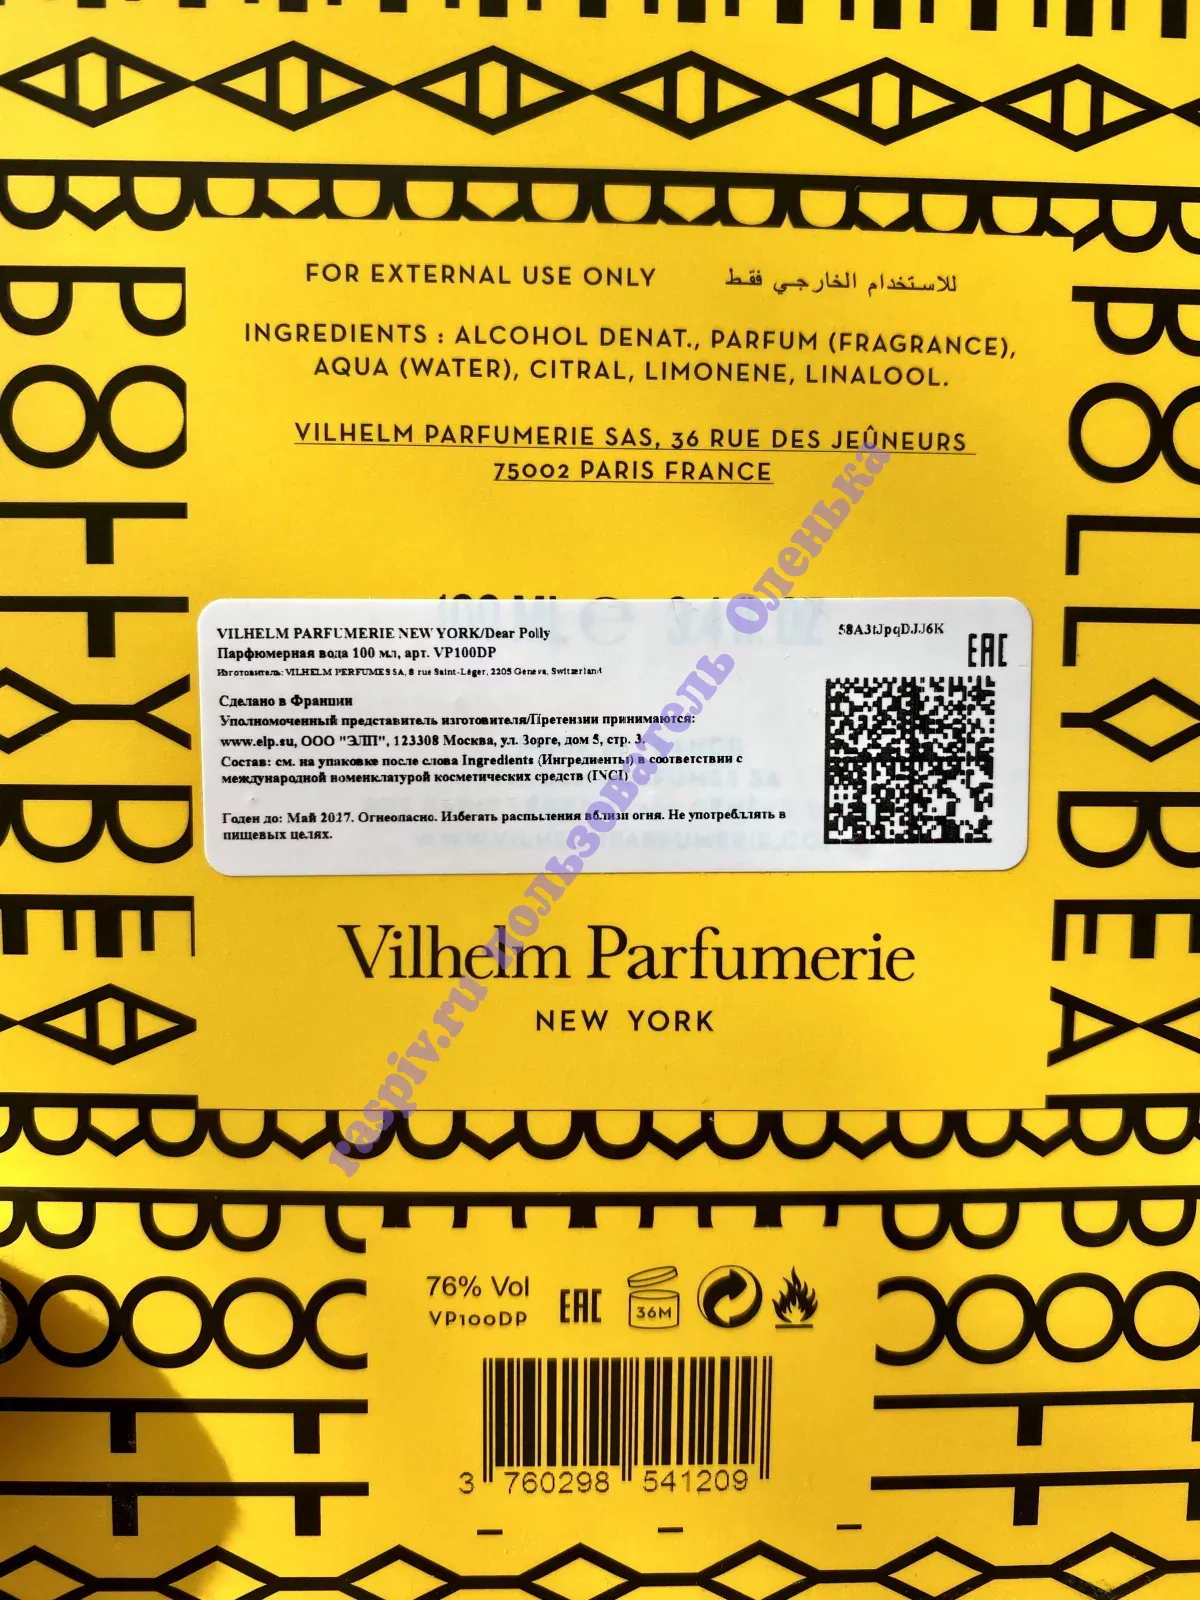 FOR EXTERNAL USE ONLY للاستخدام الخارجي فقط
INGREDIENTS : ALCOHOL DENAT., PARFUM (FRAGRANCE),
AQUA (WATER), CITRAL, LIMONENE, LINALOOL.
VILHELM PARFUMERIE SAS, 36 RUE DES JEÛNEURS
75002 PARIS FRANCE
VILHELM PARFUMERIE NEW YORK/Dear Polly
58A3tJpqDJJ6K
Парфюмерная вода 100 мл, арт. VP100DP
EAC
Изготовитель: VILHELM PERFUMES SA, 8 rue Saint-Léger, 2205 Geneva, Switzerland
Сделано в Франции
Уполномоченный представитель изготовителя/Претензии принимаются:
www.elp.su, ООО "ЭЛП", 123308 Москва, ул. Зорге, дом 5, стр. 3.
Состав: см. на упаковке после слова Ingredients (Ингредиенты) в соответствии с
международной номенклатурой косметических средств (INCI)
Годен до: Май 2027. Огнеопасно. Избегать распыления вблизи огня. Не употреблять в
пищевых целях.
Vilhelm Parfumerie
NEW YORK
raspiv.ru пользователь Оленька
76% Vol
VP100DP
EAC
36M
3 760298 541209